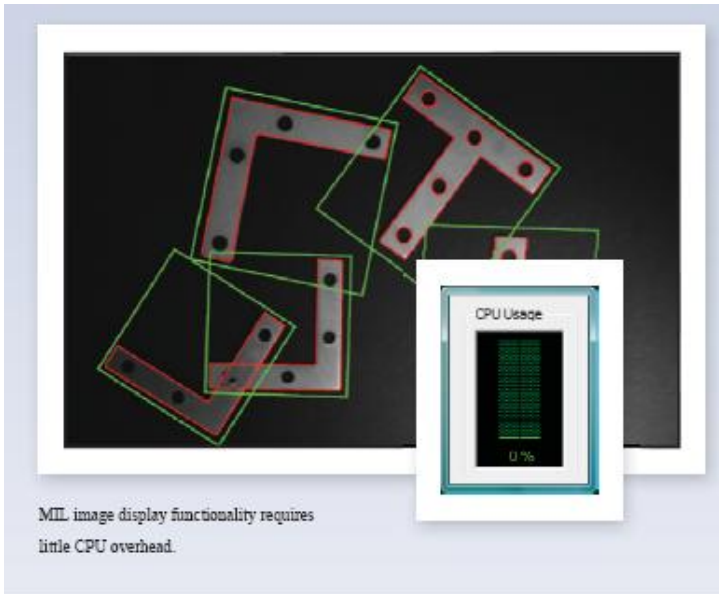 CPU Usage
0 %
MIL image display functionality requires
little CPU overhead.